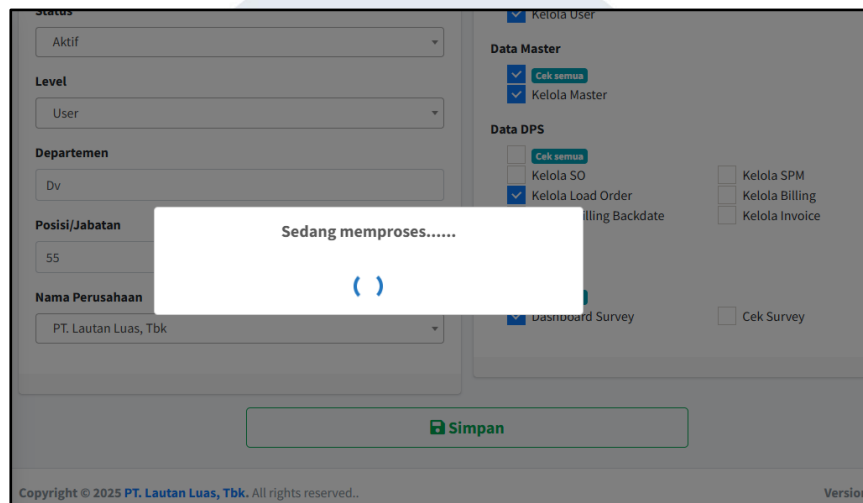 Status
Aktif
Level
User
Departemen
Dv
Posisi/Jabatan
55
Nama Perusahaan
PT. Lautan Luas, Tbk
Kelola User
Data Master
Cek semua
Kelola Master
Data DPS
Cek semua
Kelola SO
Kelola SPM
Kelola Load Order
Kelola Billing
Billing Backdate
Kelola Invoice
Dashboard Survey
Cek Survey
Sedang memproses......
Simpan
Copyright © 2025 PT. Lautan Luas, Tbk. All rights reserved..
Version